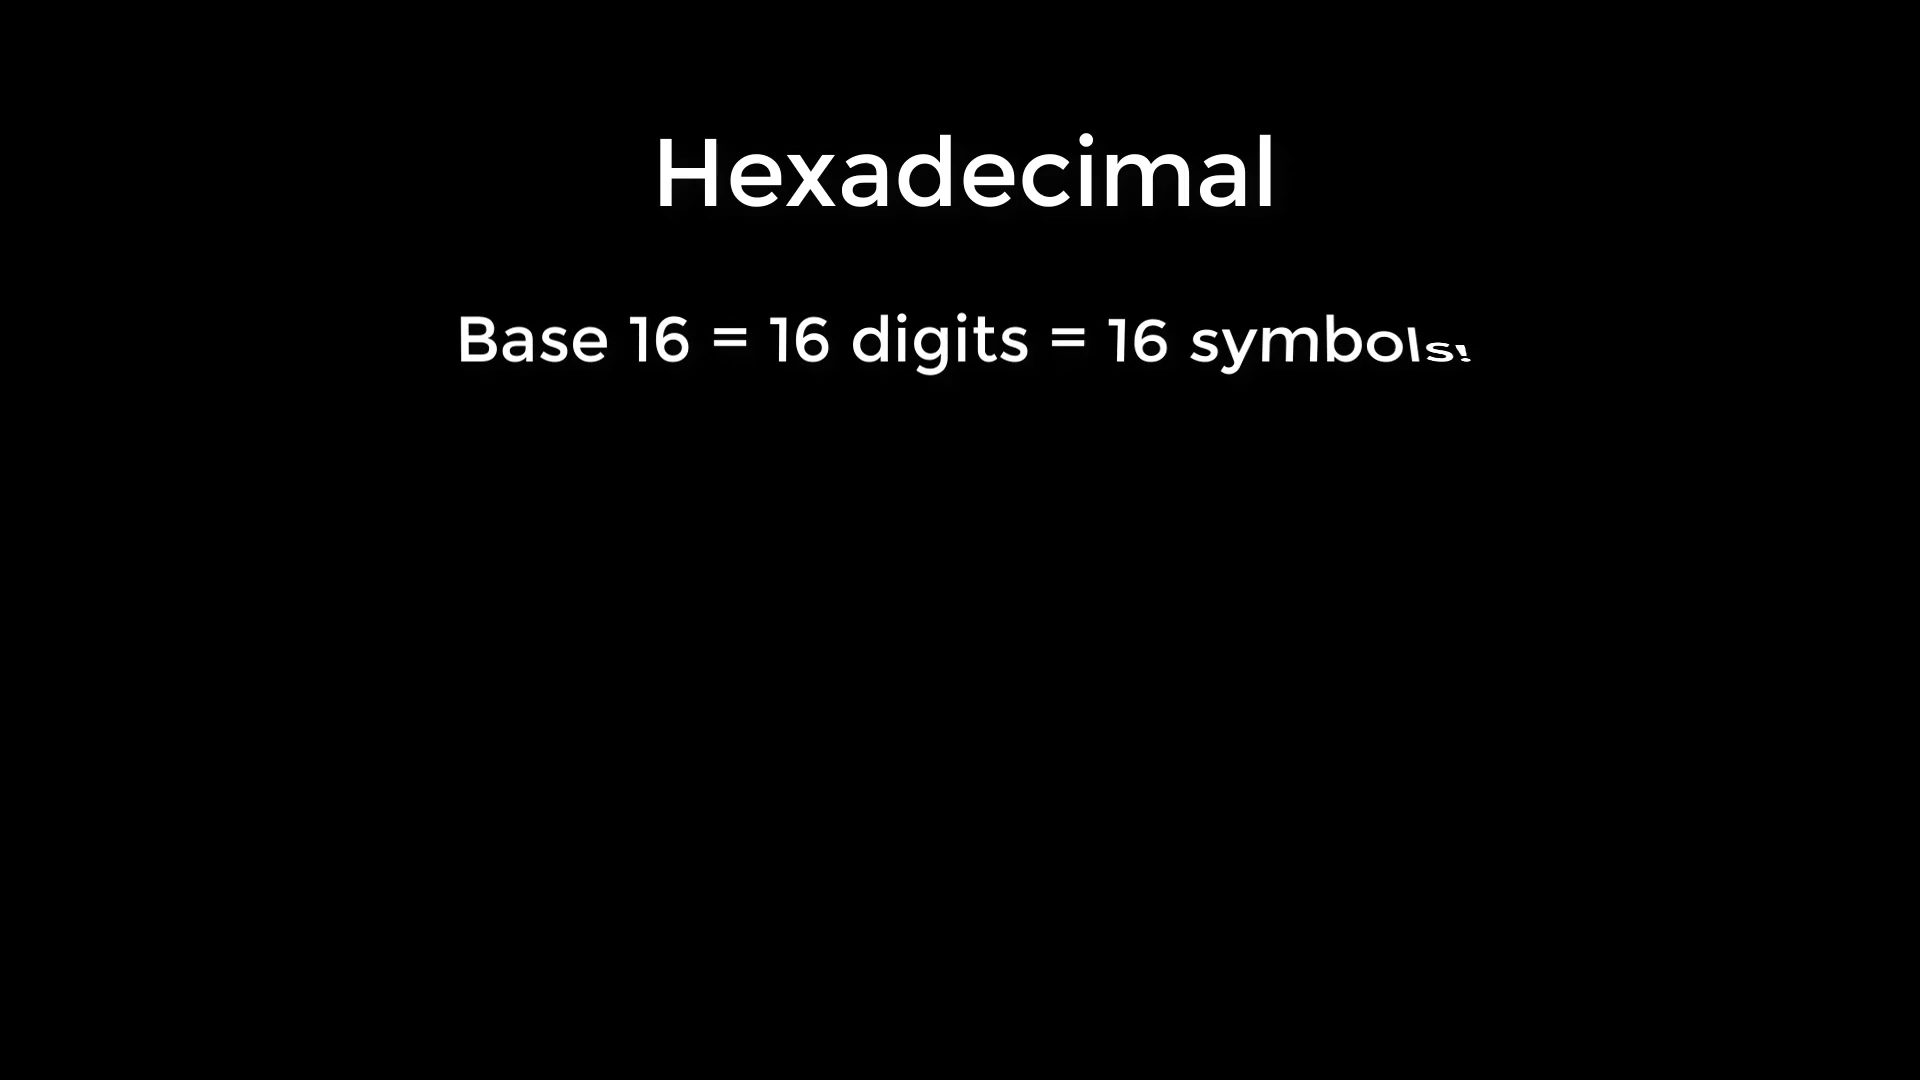 Hexadecimal
Base 16 = 16 digits = 16 symbols!